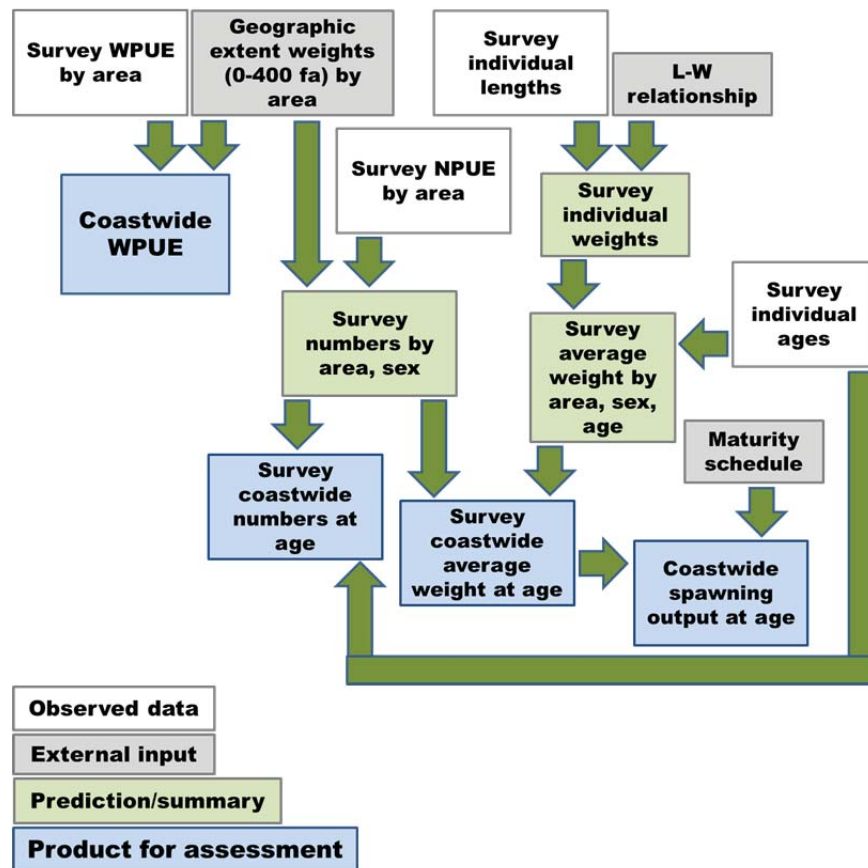 Survey WPUE
by area
Geographic
extent weights
(0-400 fa) by
area
Survey
individual
lengths
L-W
relationship
Coastwide
WPUE
Survey NPUE
by area
Survey
individual
weights
Survey
numbers by
area, sex
Survey
average
weight by
area, sex,
age
Survey
individual
ages
Maturity
schedule
Survey
coastwide
numbers at
age
Survey
coastwide
average
weight at age
Coastwide
spawning
output at age
Observed data
External input
Prediction/summary
Product for assessment